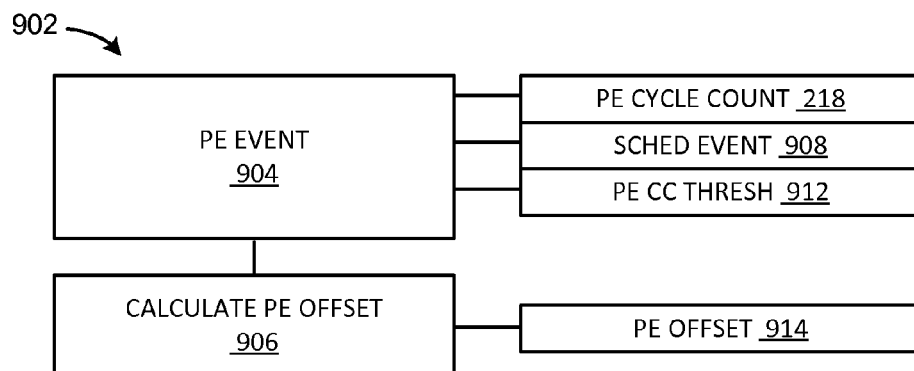 902
PE EVENT
904
PE CYCLE COUNT 218
SCHED EVENT 908
PE CC THRESH 912
CALCULATE PE OFFSET
906
PE OFFSET 914